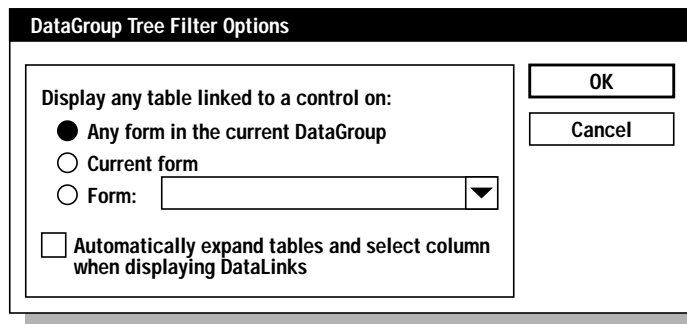 DataGroup Tree Filter Options
Display any table linked to a control on:
Any form in the current DataGroup
Current form
Form:
Automatically expand tables and select column
when displaying DataLinks
OK
Cancel